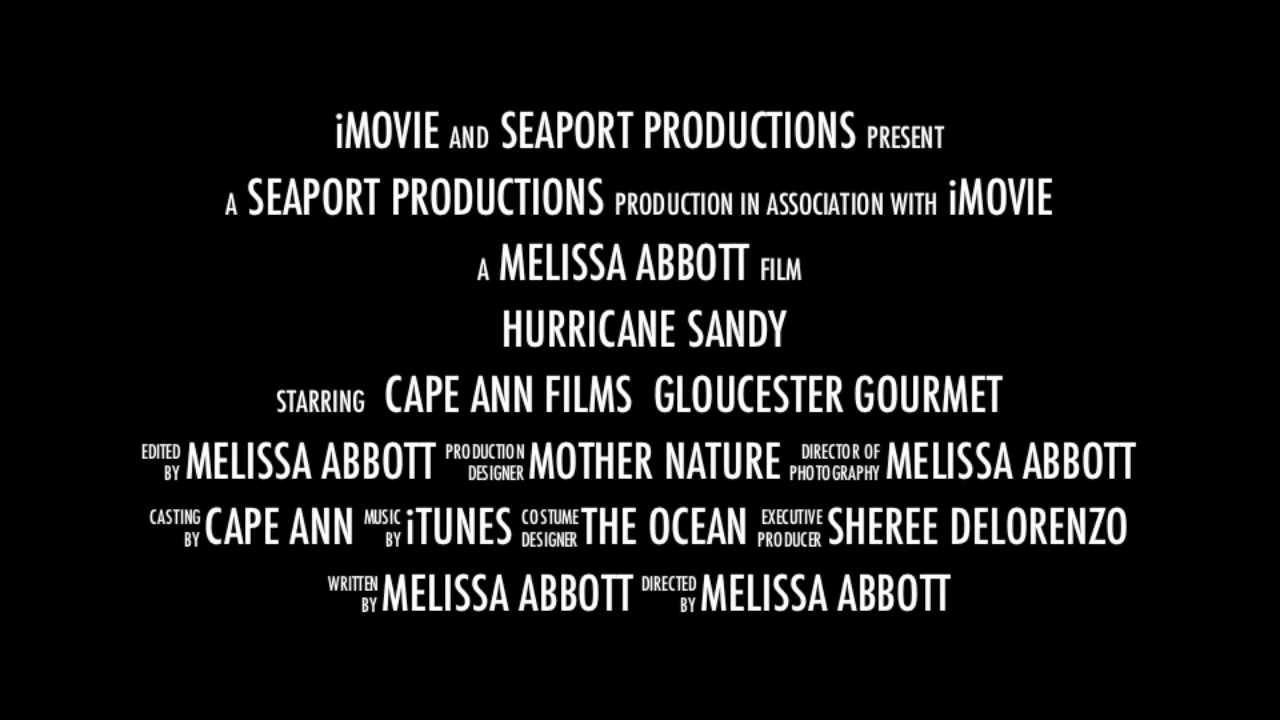 iMOVIE AND SEAPORT PRODUCTIONS PRESENT
A SEAPORT PRODUCTIONS PRODUCTION IN ASSOCIATION WITH iMOVIE
A MELISSA ABBOTT FILM
HURRICANE SANDY
STARRING CAPE ANN FILMS GLOUCESTER GOURMET
EDITED BY MELISSA ABBOTT PRODUCTION DESIGNER MOTHER NATURE DIRECTOR OF PHOTOGRAPHY MELISSA ABBOTT
CASTING BY CAPE ANN MUSIC BY iTUNES COSTUME DESIGNER THE OCEAN EXECUTIVE PRODUCER SHEREE DELORENZO
WRITTEN BY MELISSA ABBOTT DIRECTED BY MELISSA ABBOTT